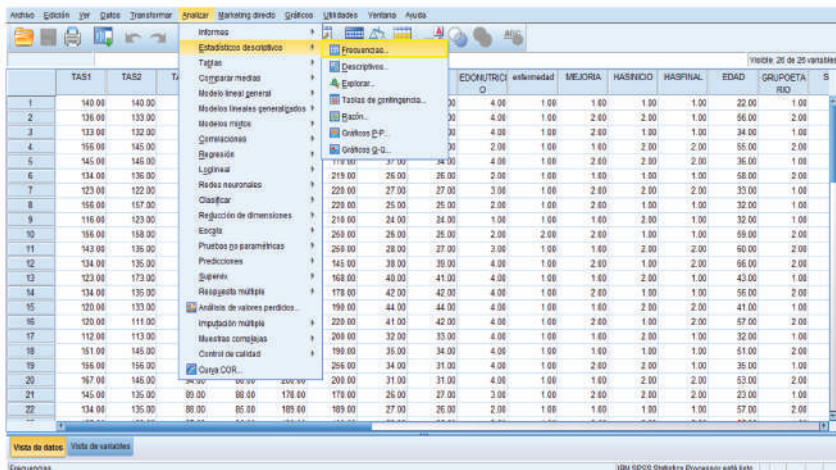 Archivo Edición Ver Datos Transformar Analizar Marketing directo Gráficos Utilidades Ventana Ayuda
Informes
Estadísticos descriptivos
Tablas
Comparar medias
Modelo lineal general
Modelos lineales generalizados
Modelos mixtos
Correlaciones
Regresión
Loglineal
Redes neuronales
Clasificar
Reducción de dimensiones
Escala
Pruebas no paramétricas
Predicciones
Superviv.
Respuesta múltiple
Análisis de valores perdidos...
Imputación múltiple
Muestras complejas
Control de calidad
Curva COR...
Frecuencias...
Descriptivos...
Explorar...
Tablas de contingencia...
Razón...
Gráficos P-P...
Gráficos Q-Q...
Visible: 26 de 26 variables
TAS1 TAS2 EDONUTRICIO enfermedad MEJORIA HASINICIO HASFINAL EDAD GRUPOETARIO S
1 140.00 140.00 4.00 1.00 1.00 1.00 1.00 22.00 1.00
2 136.00 133.00 4.00 1.00 2.00 2.00 1.00 66.00 2.00
3 133.00 132.00 4.00 1.00 1.00 1.00 1.00 34.00 1.00
4 156.00 145.00 2.00 1.00 1.00 2.00 2.00 55.00 2.00
5 145.00 146.00 170.00 37.00 34.00 4.00 1.00 1.00 2.00 2.00 36.00 1.00
6 134.00 136.00 219.00 26.00 26.00 2.00 1.00 1.00 1.00 1.00 58.00 2.00
7 123.00 122.00 220.00 27.00 27.00 3.00 1.00 1.00 2.00 2.00 33.00 1.00
8 156.00 157.00 220.00 25.00 25.00 2.00 1.00 2.00 1.00 1.00 32.00 1.00
9 116.00 123.00 210.00 24.00 24.00 1.00 1.00 1.00 2.00 1.00 32.00 1.00
10 156.00 158.00 260.00 26.00 26.00 2.00 2.00 2.00 1.00 1.00 59.00 2.00
11 143.00 135.00 260.00 28.00 27.00 3.00 1.00 1.00 2.00 2.00 60.00 2.00
12 134.00 135.00 145.00 38.00 39.00 4.00 1.00 2.00 1.00 2.00 66.00 2.00
13 123.00 173.00 168.00 40.00 41.00 4.00 1.00 1.00 1.00 2.00 43.00 1.00
14 134.00 135.00 178.00 42.00 42.00 4.00 1.00 2.00 1.00 1.00 56.00 2.00
15 120.00 133.00 190.00 44.00 44.00 4.00 1.00 1.00 2.00 2.00 41.00 1.00
16 120.00 111.00 220.00 41.00 42.00 4.00 1.00 2.00 1.00 2.00 57.00 2.00
17 112.00 113.00 200.00 32.00 33.00 4.00 1.00 1.00 1.00 1.00 32.00 1.00
18 151.00 145.00 190.00 35.00 34.00 4.00 1.00 1.00 1.00 1.00 51.00 2.00
19 156.00 156.00 256.00 34.00 31.00 4.00 1.00 2.00 1.00 2.00 35.00 1.00
20 167.00 146.00 200.00 31.00 31.00 4.00 1.00 2.00 2.00 2.00 53.00 2.00
21 145.00 135.00 89.00 88.00 178.00 170.00 26.00 27.00 3.00 1.00 2.00 2.00 2.00 23.00 1.00
22 134.00 135.00 88.00 85.00 189.00 189.00 27.00 26.00 2.00 1.00 1.00 1.00 1.00 57.00 2.00
Vista de datos Vista de variables
Frecuencias... IBM SPSS Statistics Processor está listo